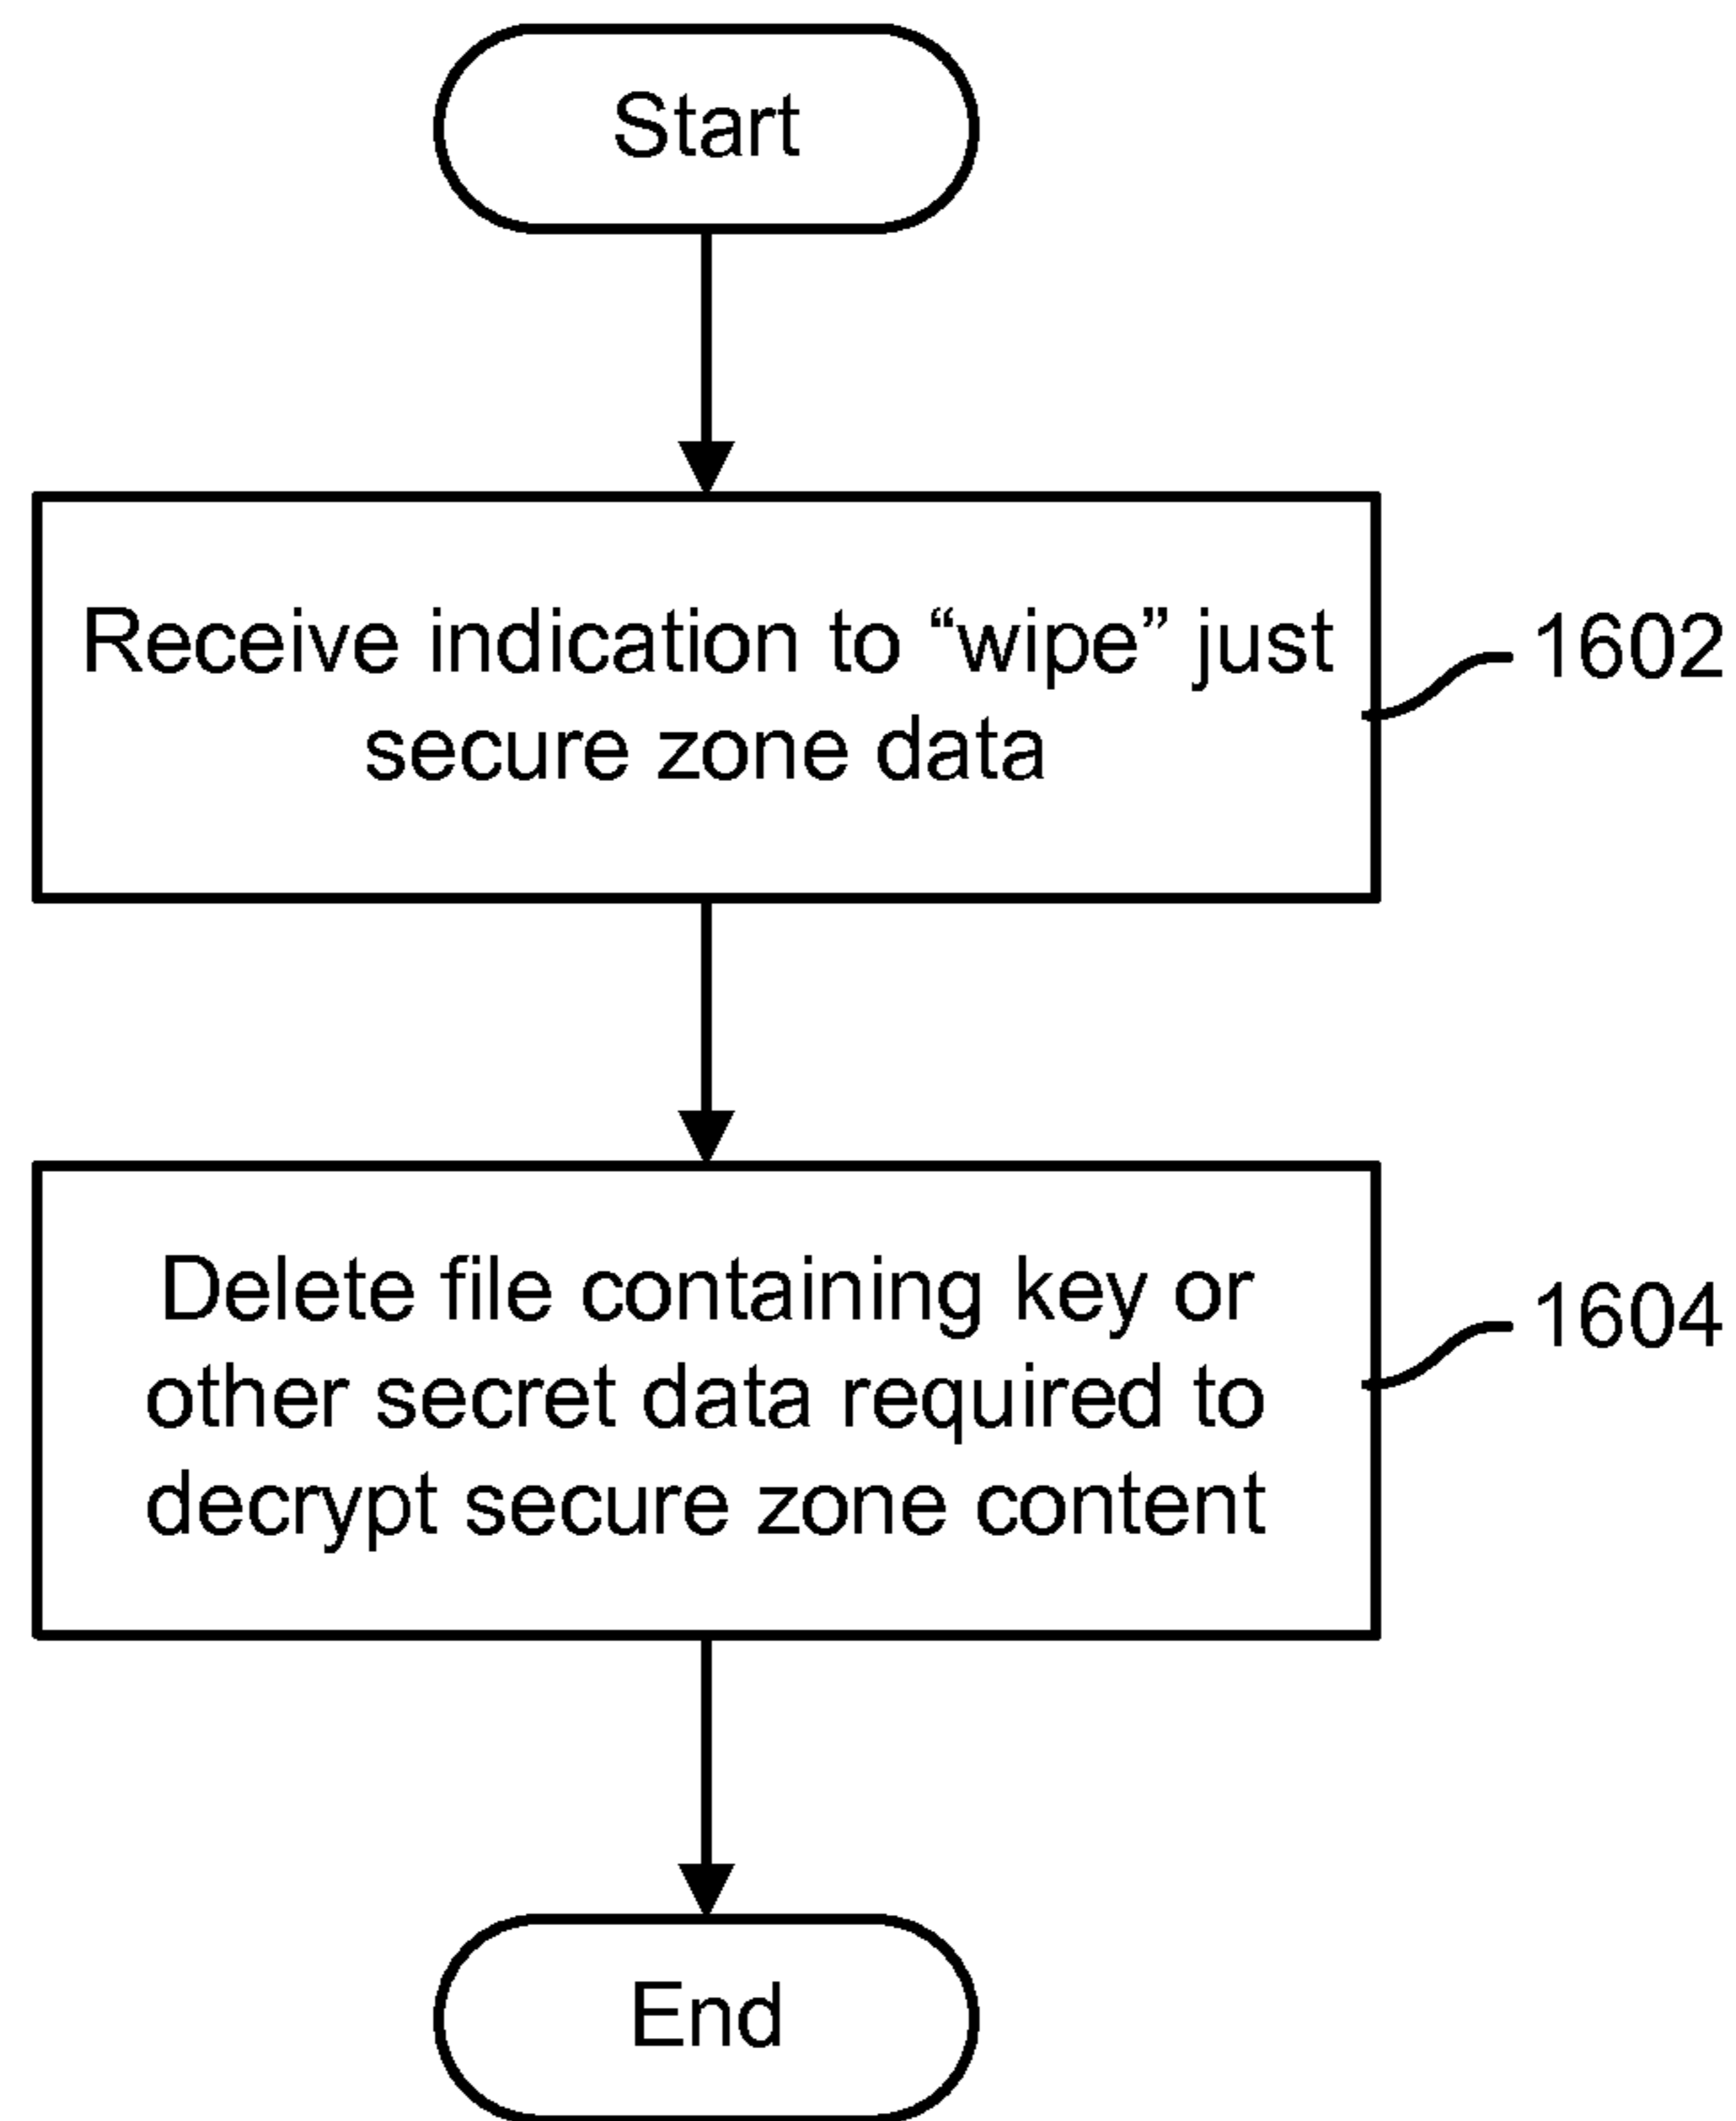 Start
Receive indication to “wipe” just
secure zone data
1602
Delete file containing key or
other secret data required to
decrypt secure zone content
1604
End